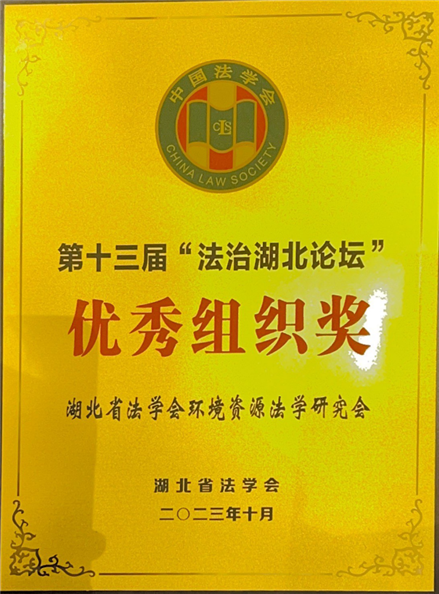 中国法学会
CLS
CHINA LAW SOCIETY
第十三届“法治湖北论坛”
优秀组织奖
湖北省法学会环境资源法学研究会
湖北省法学会
二〇二三年十月